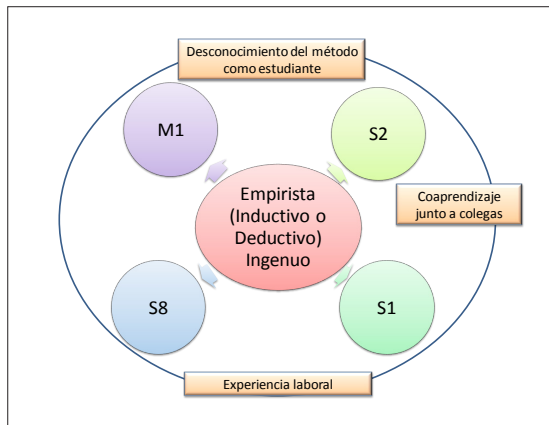 Desconocimiento del método
como estudiante
M1
S2
Empirista
(Inductivo o
Deductivo)
Ingenuo
Coaprendizaje
junto a colegas
S8
S1
Experiencia laboral